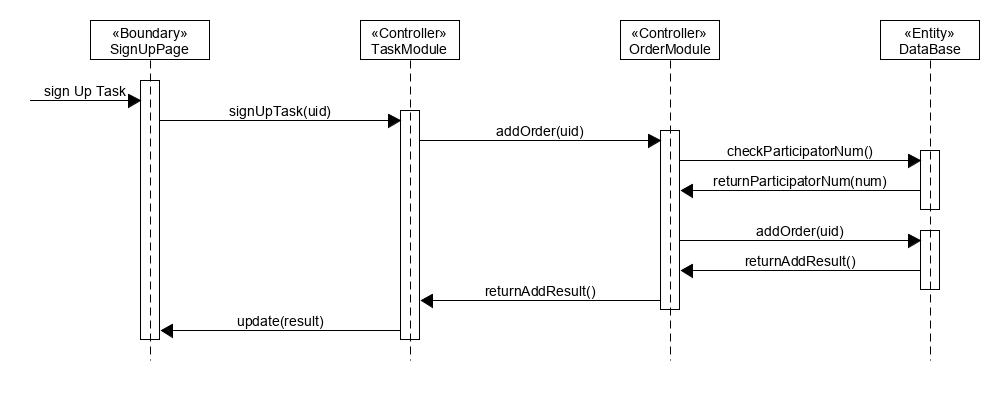 «Boundary»
SignUpPage
«Controller»
TaskModule
«Controller»
OrderModule
«Entity»
DataBase
sign Up Task
signUpTask(uid)
addOrder(uid)
checkParticipatorNum()
returnParticipatorNum(num)
addOrder(uid)
returnAddResult()
returnAddResult()
update(result)